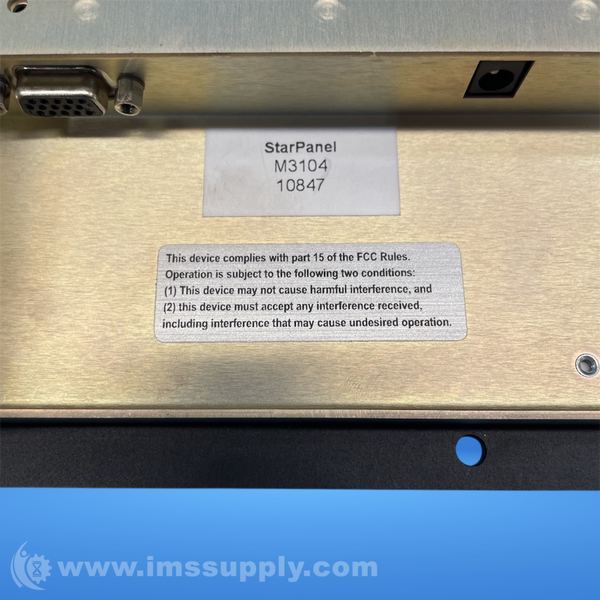 StarPanel
M3104
10847
This device complies with part 15 of the FCC Rules.
Operation is subject to the following two conditions:
(1) This device may not cause harmful interference, and
(2) this device must accept any interference received,
including interference that may cause undesired operation.
www.imssupply.com